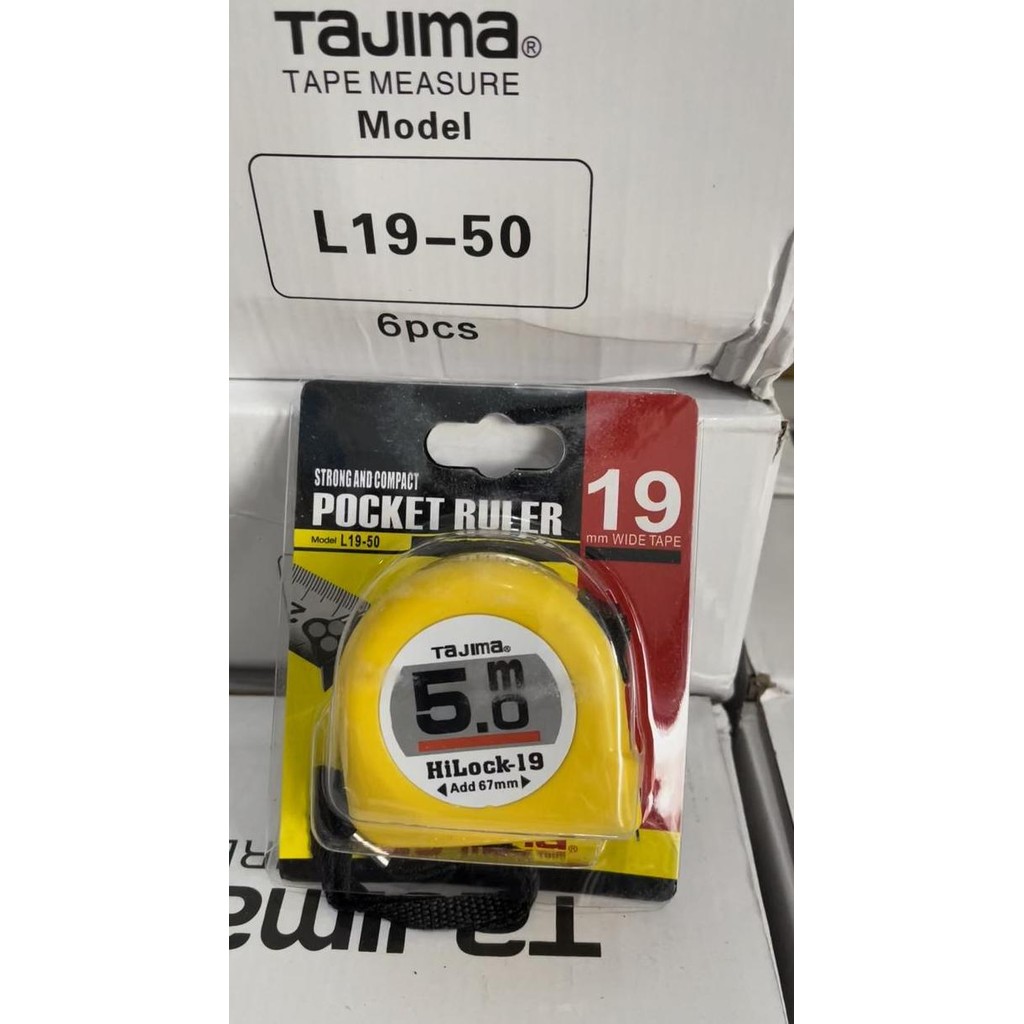 TAJIMA®
TAPE MEASURE
Model
L19-50
6pcs
STRONG AND COMPACT
POCKET RULER
Model L19-50
19
mm WIDE TAPE
TAJIMA®
5.0 m
HiLock-19
◀Add 67mm▶
TAJIMA